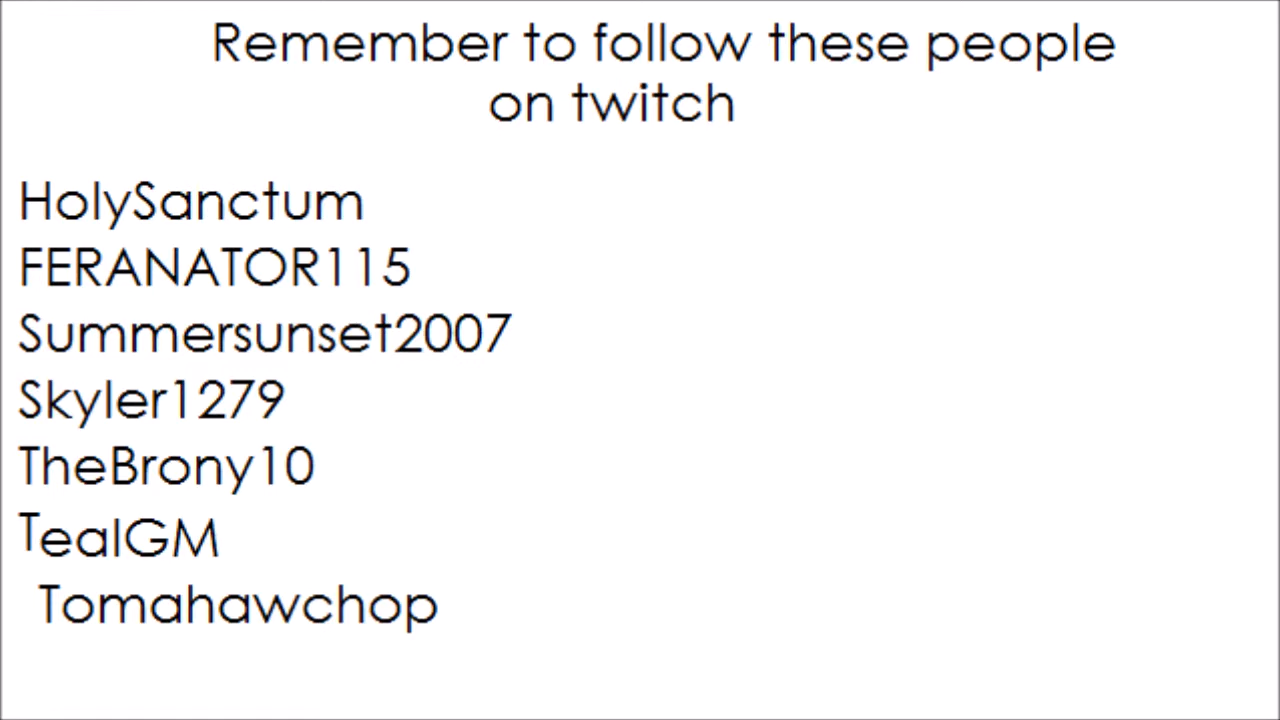 Remember to follow these people
on twitch
HolySanctum
FERANATOR115
Summersunset2007
Skyler1279
TheBrony10
TealGM
Tomahawchop